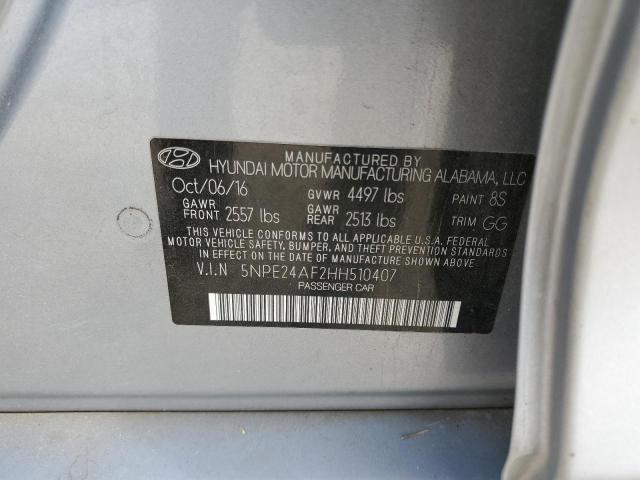 MANUFACTURED BY
HYUNDAI MOTOR MANUFACTURING ALABAMA, LLC
Oct/06/16 GVWR 4497 lbs PAINT 8S
GAWR FRONT 2557 lbs GAWR REAR 2513 lbs TRIM GG
THIS VEHICLE CONFORMS TO ALL APPLICABLE U.S.A. FEDERAL
MOTOR VEHICLE SAFETY, BUMPER, AND THEFT PREVENTION STANDARDS
IN EFFECT ON THE DATE OF MANUFACTURE SHOWN ABOVE.
V.I.N 5NPE24AF2HH510407
PASSENGER CAR